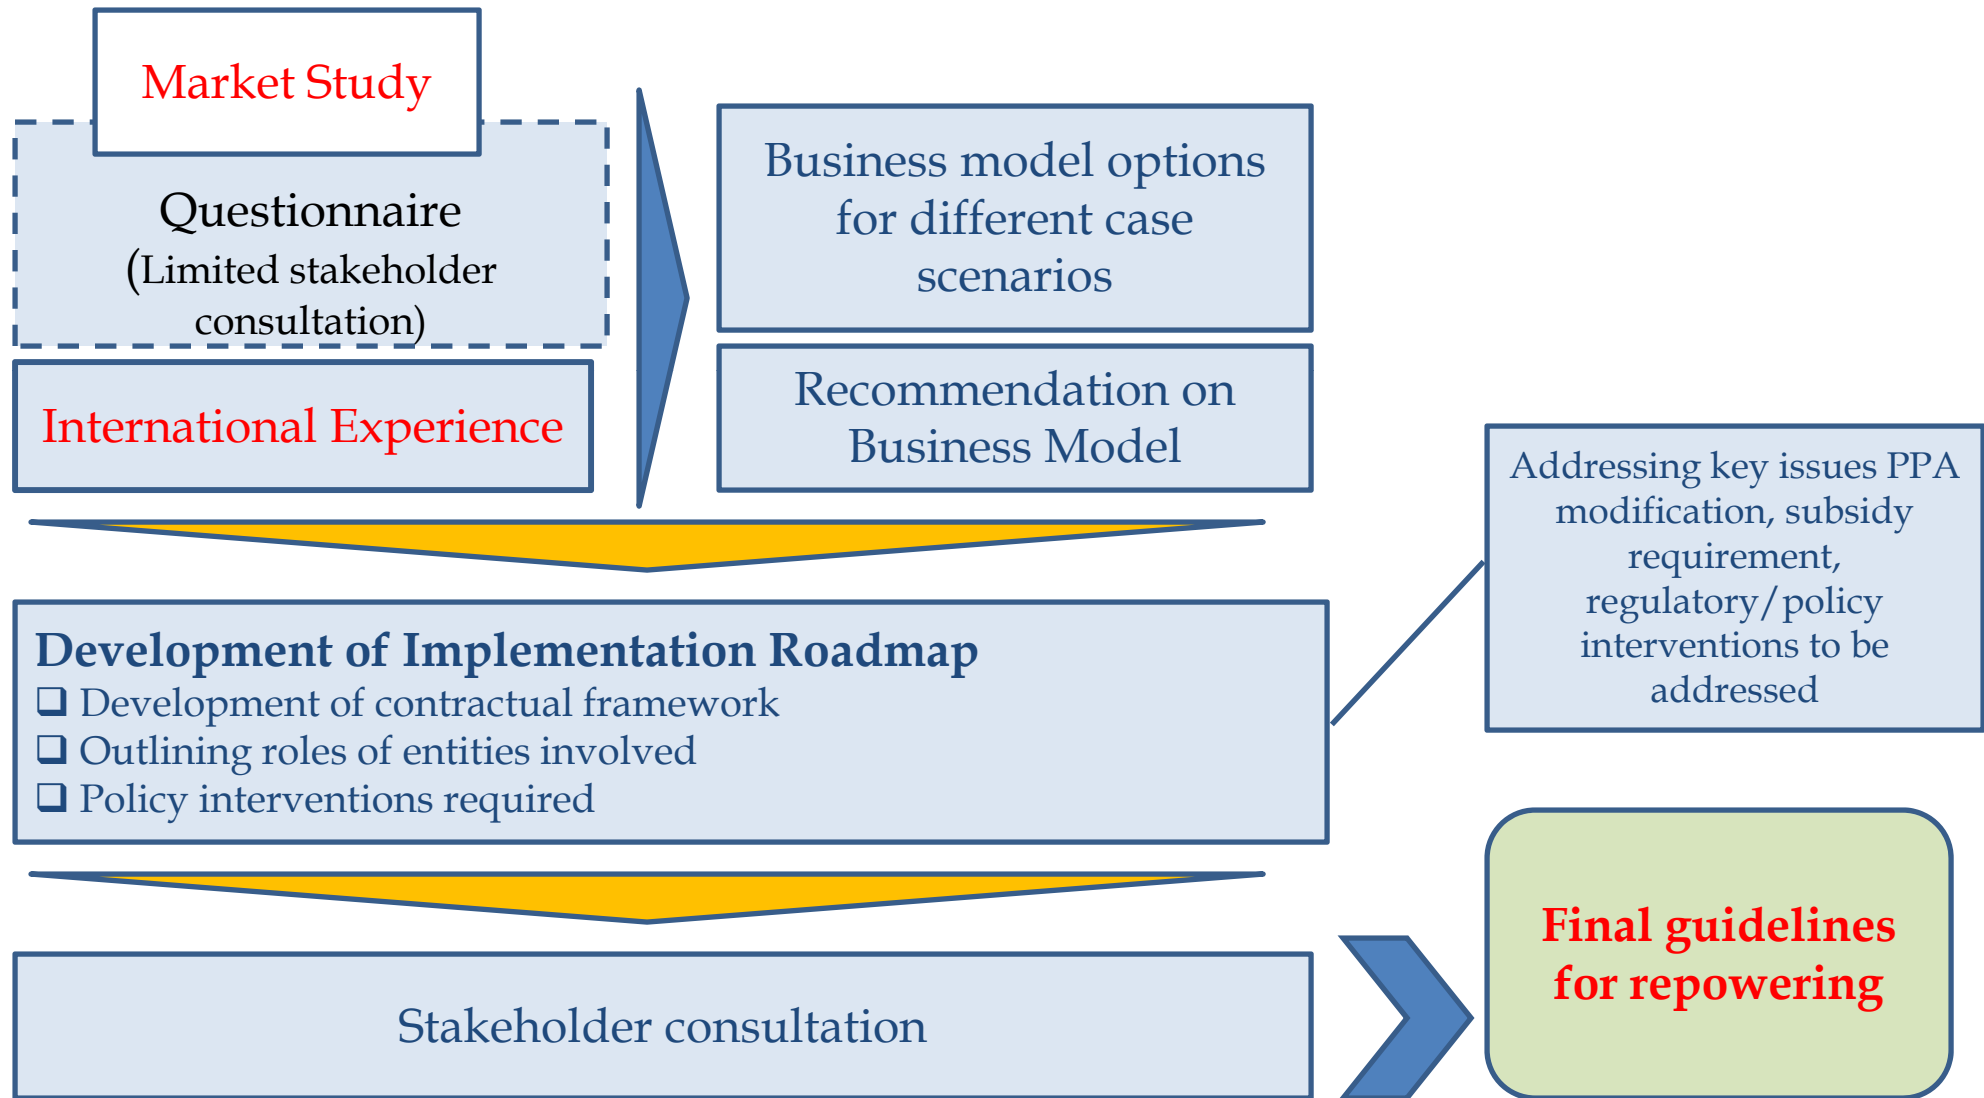 Market Study
Questionnaire
(Limited stakeholder
consultation)
International Experience
Business model options
for different case
scenarios
Recommendation on
Business Model
Addressing key issues PPA
modification, subsidy
requirement,
regulatory/policy
interventions to be
addressed
Development of Implementation Roadmap
❑ Development of contractual framework
❑ Outlining roles of entities involved
❑ Policy interventions required
Stakeholder consultation
Final guidelines
for repowering